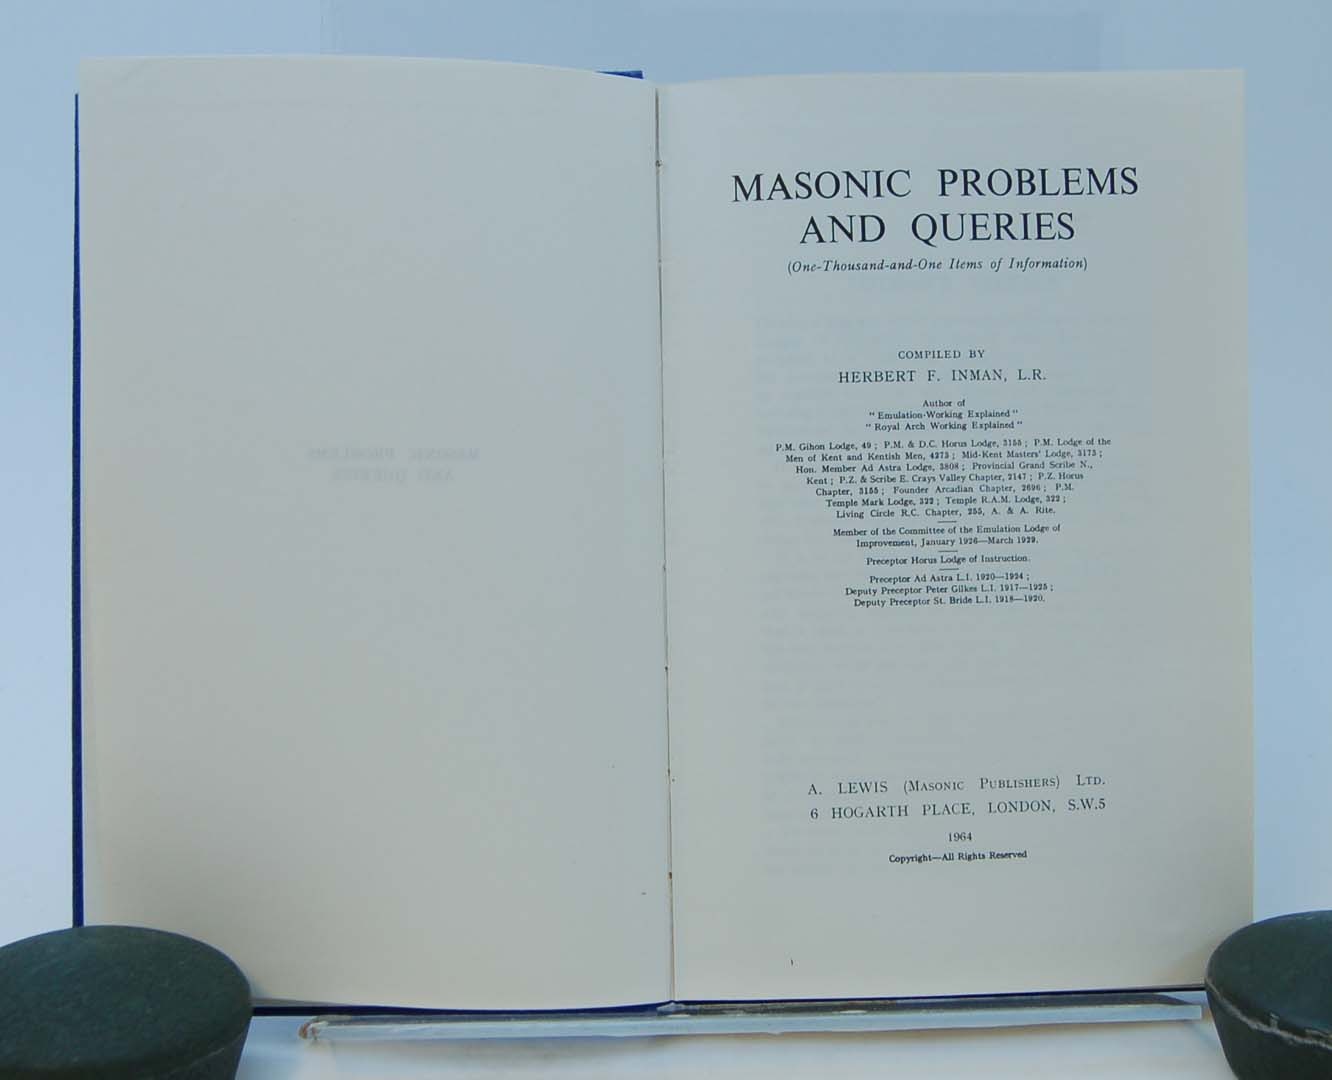 MASONIC PROBLEMS
AND QUERIES
(One-Thousand-and-One Items of Information)
COMPILED BY
HERBERT F. INMAN, L.R.
Author of
" Emulation-Working Explained "
" Royal Arch Working Explained "
P.M. Gihon Lodge, 49 ; P.M. & D.C. Horus Lodge, 3155 ; P.M. Lodge of the
Men of Kent and Kentish Men, 4273 ; Mid-Kent Masters' Lodge, 3173 ;
Hon. Member Ad Astra Lodge, 3808 ; Provincial Grand Scribe N.,
Kent ; P.Z. & Scribe E. Crays Valley Chapter, 2147 ; P.Z. Horus
Chapter, 3155 ; Founder Arcadian Chapter, 2696 ; P.M.
Temple Mark Lodge, 322 ; Temple R.A.M. Lodge, 322 ;
Living Circle R.C. Chapter, 255, A. & A. Rite.
Member of the Committee of the Emulation Lodge of
Improvement, January 1926—March 1929.
Preceptor Horus Lodge of Instruction.
Preceptor Ad Astra L.I. 1920—1924 ;
Deputy Preceptor Peter Gilkes L.I. 1917—1925 ;
Deputy Preceptor St. Bride L.I. 1918—1920.
A. LEWIS (MASONIC PUBLISHERS) LTD.
6 HOGARTH PLACE, LONDON, S.W.5
1964
Copyright—All Rights Reserved